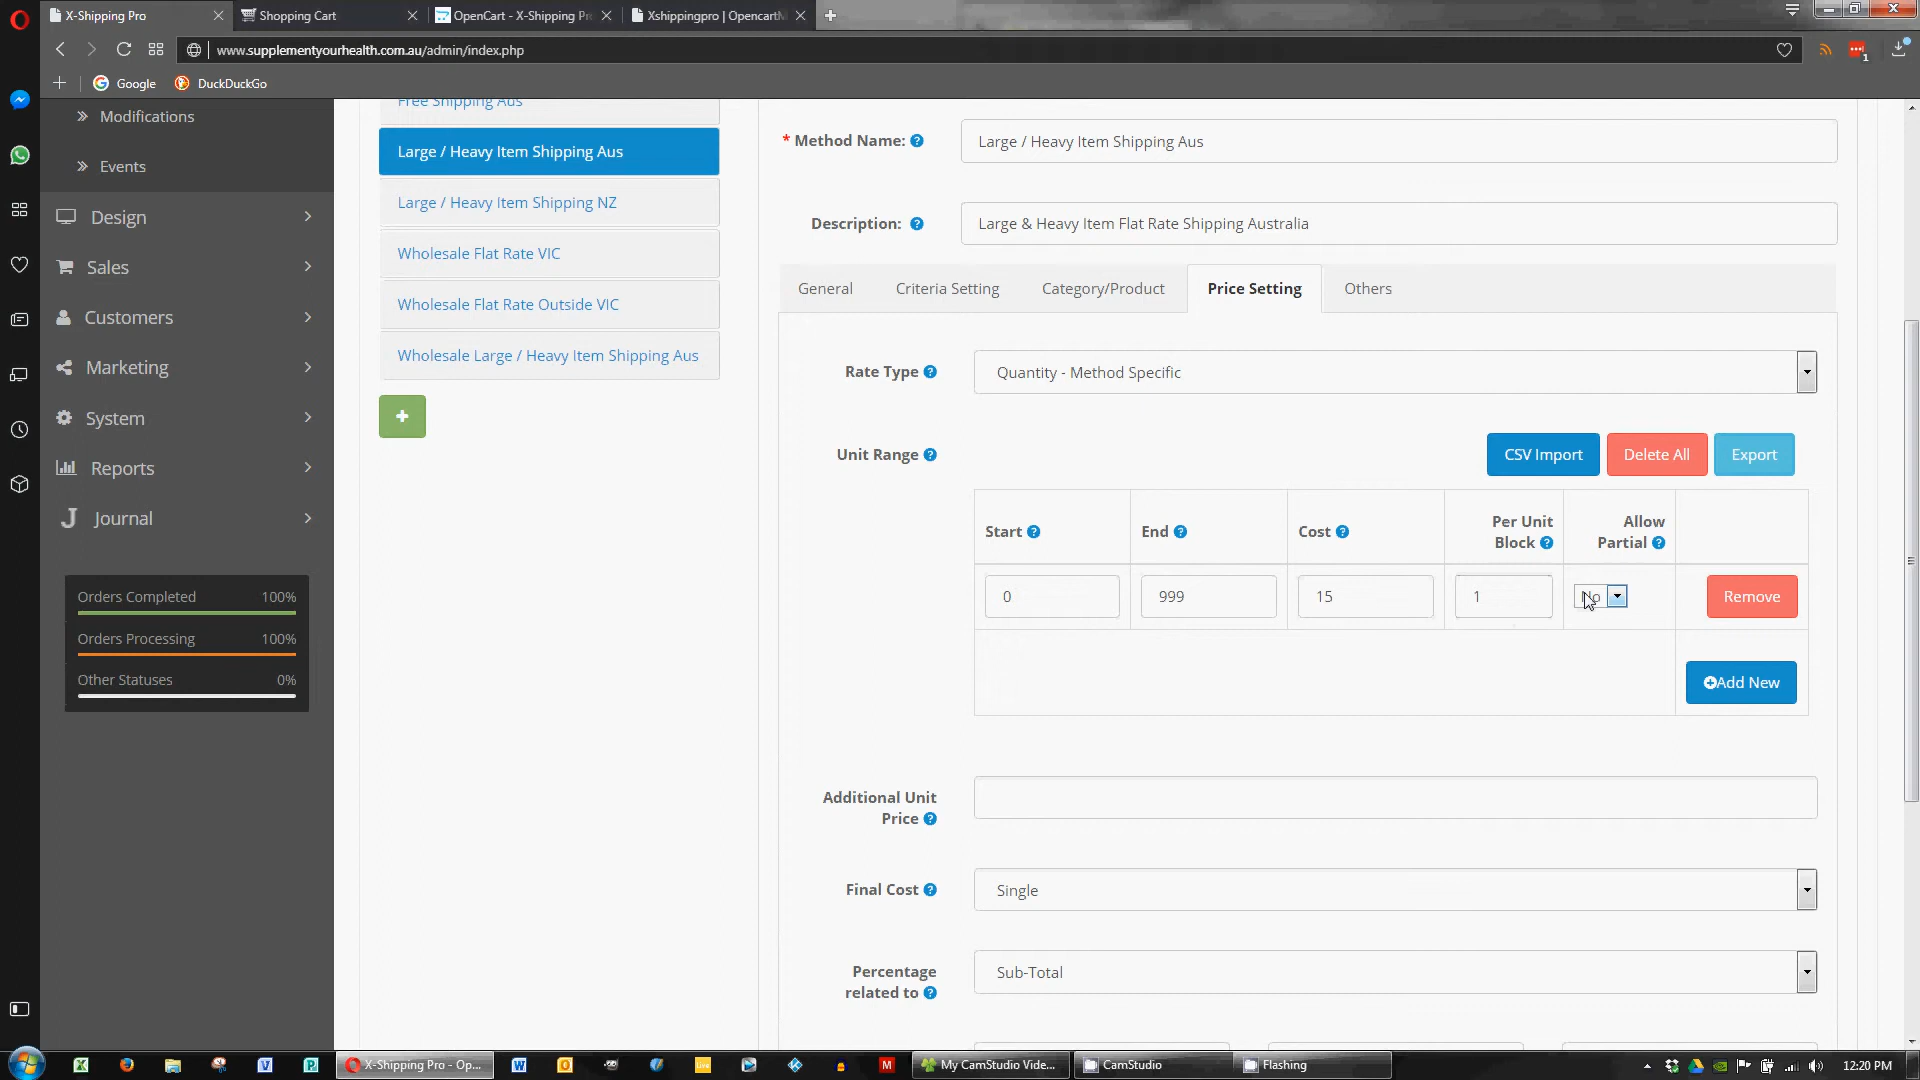 X-Shipping Pro
Shopping Cart
OpenCart - X-Shipping Pr
Xshippingpro | Opencart
www.supplementyourhealth.com.au/admin/index.php
1
Google
DuckDuckGo
Modifications
Events
Design
Sales
Customers
Marketing
System
Reports
Journal
Orders Completed 100%
Orders Processing 100%
Other Statuses 0%
Free Shipping Aus
Large / Heavy Item Shipping Aus
Large / Heavy Item Shipping NZ
Wholesale Flat Rate VIC
Wholesale Flat Rate Outside VIC
Wholesale Large / Heavy Item Shipping Aus
* Method Name: Large / Heavy Item Shipping Aus
Description: Large & Heavy Item Flat Rate Shipping Australia
General Criteria Setting Category/Product Price Setting Others
Rate Type Quantity - Method Specific
Unit Range CSV Import Delete All Export
Start End Cost Per Unit Block Allow Partial
0 999 15 1 No Remove
Add New
Additional Unit
Price
Final Cost Single
Percentage
related to
Sub-Total
X-Shipping Pro - Op...
My CamStudio Vide...
CamStudio
Flashing
12:20 PM